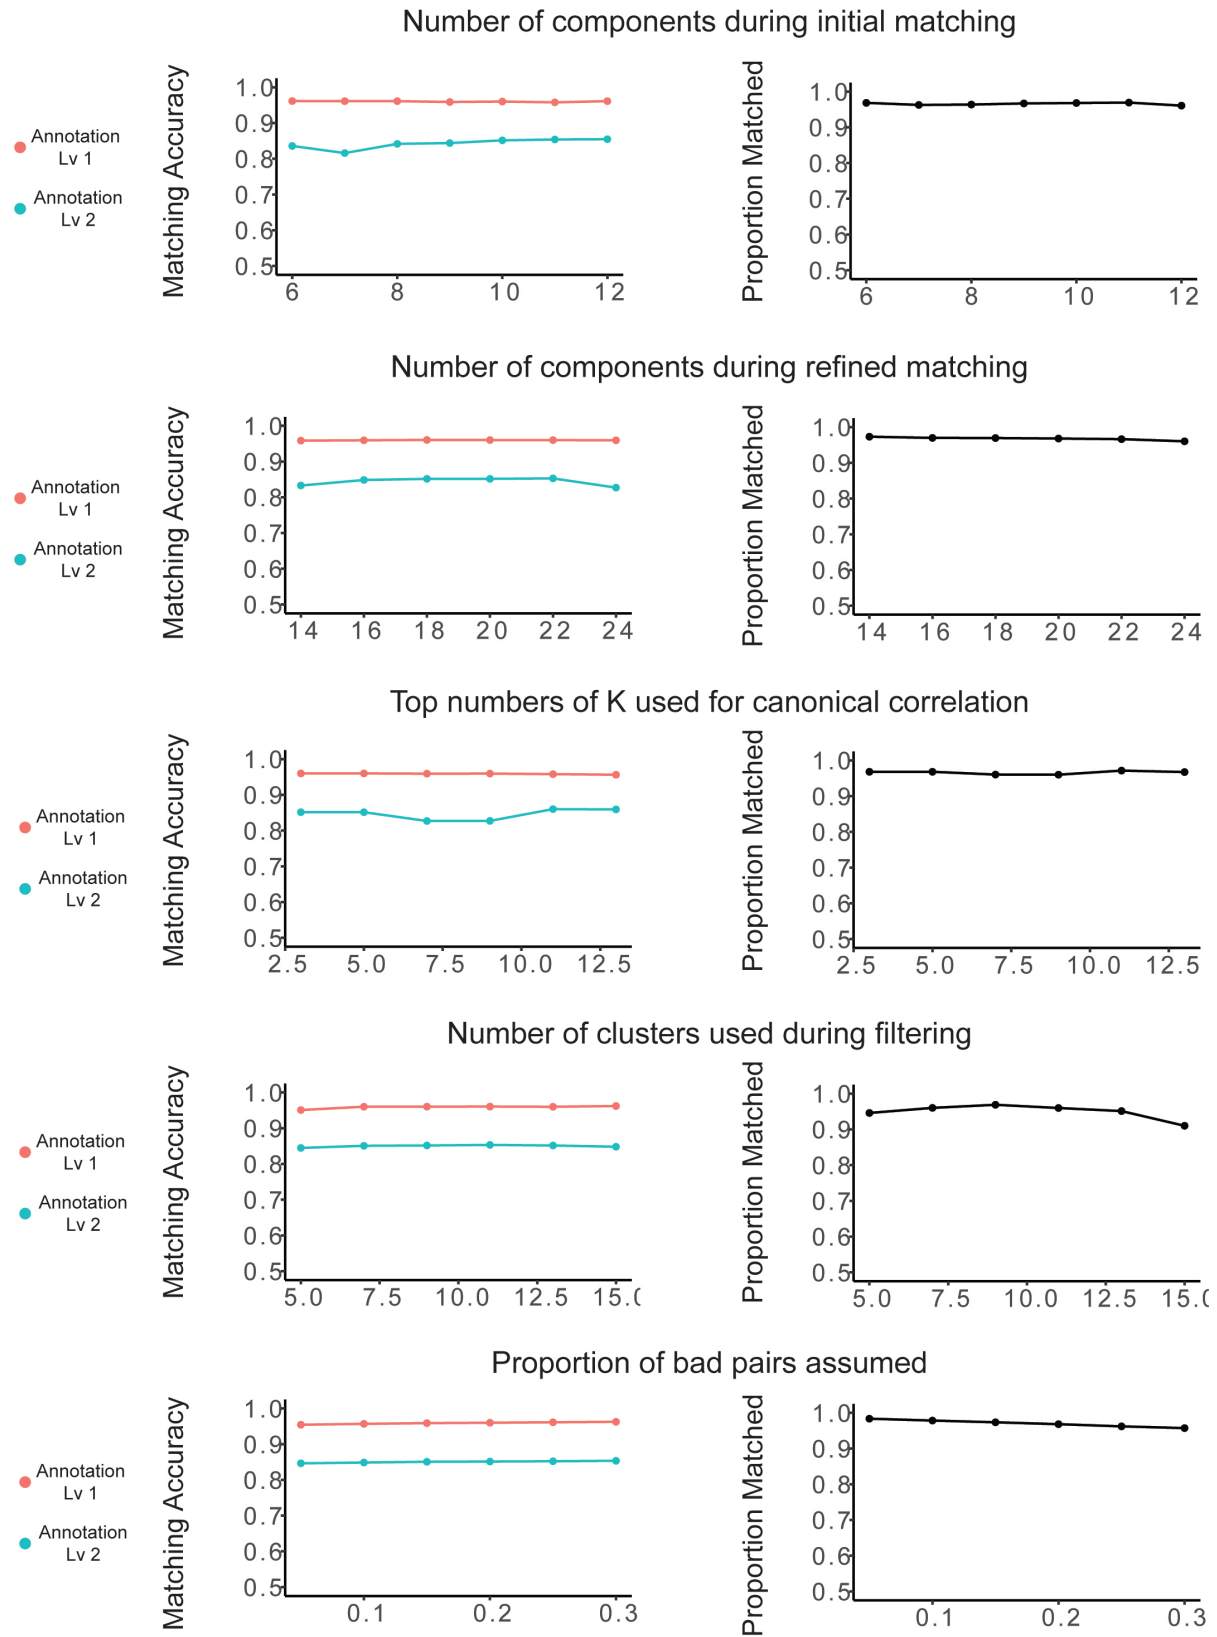 Number of components during initial matching
Annotation
Lv 1
Annotation
Lv 2
Matching Accuracy
1.0
0.9
0.8
0.7
0.6
0.5
6 8 10 12
Proportion Matched
1.0
0.9
0.8
0.7
0.6
0.5
6 8 10 12
Number of components during refined matching
Annotation
Lv 1
Annotation
Lv 2
Matching Accuracy
1.0
0.9
0.8
0.7
0.6
0.5
14 16 18 20 22 24
Proportion Matched
1.0
0.9
0.8
0.7
0.6
0.5
14 16 18 20 22 24
Top numbers of K used for canonical correlation
Annotation
Lv 1
Annotation
Lv 2
Matching Accuracy
1.0
0.9
0.8
0.7
0.6
0.5
2.5 5.0 7.5 10.0 12.5
Proportion Matched
1.0
0.9
0.8
0.7
0.6
0.5
2.5 5.0 7.5 10.0 12.5
Number of clusters used during filtering
Annotation
Lv 1
Annotation
Lv 2
Matching Accuracy
1.0
0.9
0.8
0.7
0.6
0.5
5.0 7.5 10.0 12.5 15.0
Proportion Matched
1.0
0.9
0.8
0.7
0.6
0.5
5.0 7.5 10.0 12.5 15.0
Proportion of bad pairs assumed
Annotation
Lv 1
Annotation
Lv 2
Matching Accuracy
1.0
0.9
0.8
0.7
0.6
0.5
0.1 0.2 0.3
Proportion Matched
1.0
0.9
0.8
0.7
0.6
0.5
0.1 0.2 0.3